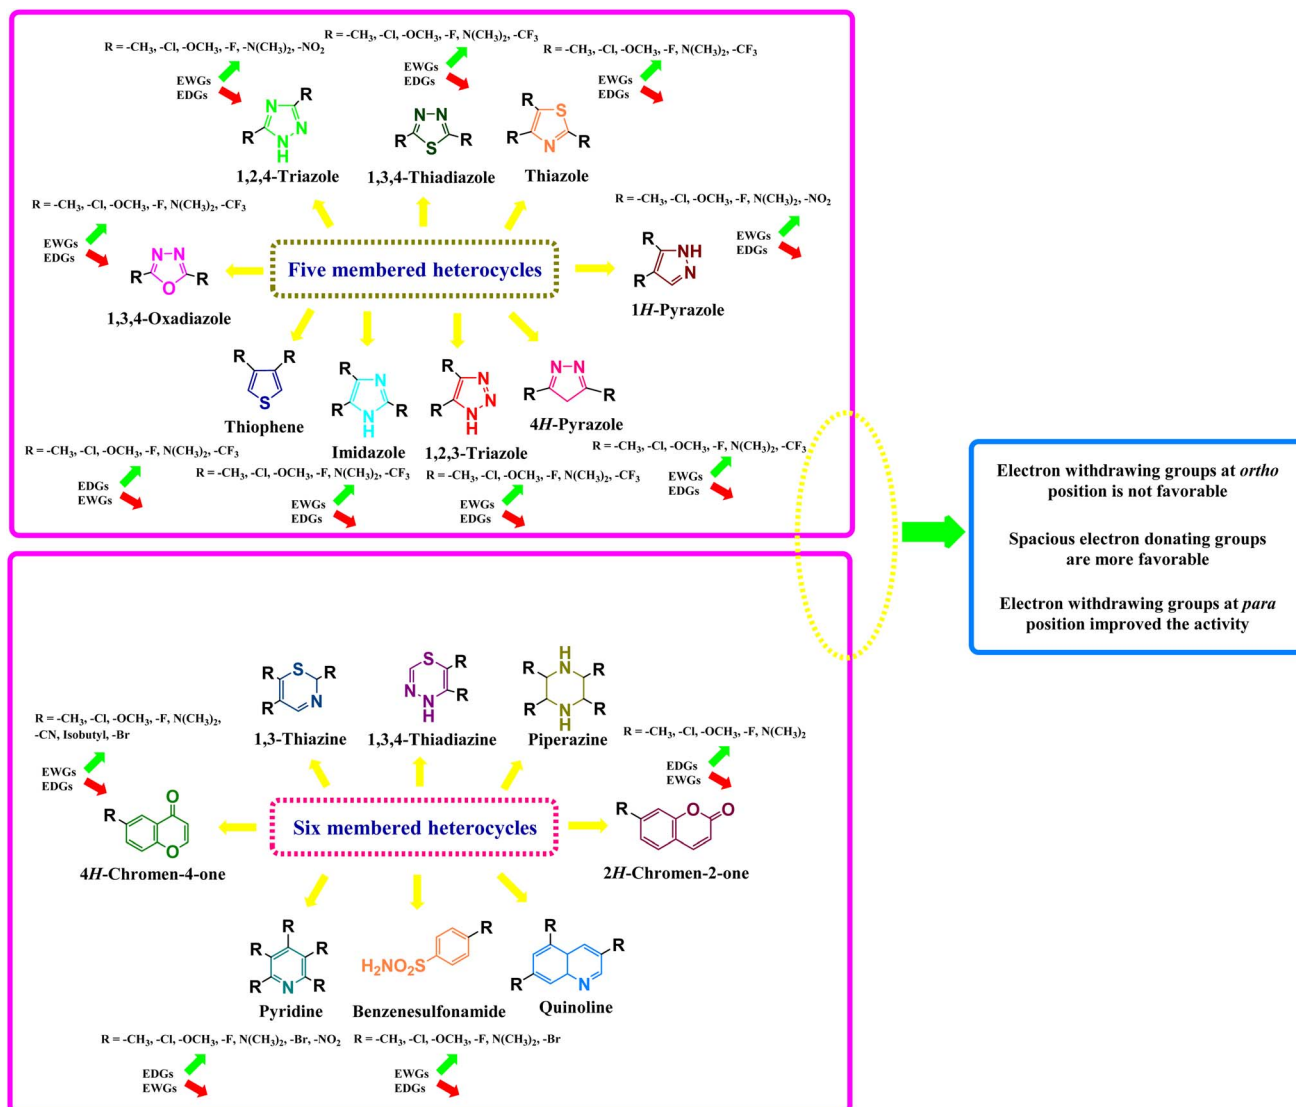 R = -CH3, -Cl, -OCH3, -F, -N(CH3)2, -NO2
EWGs
EDGs
N
R
N
R
N
H
1,2,4-Triazole
R = -CH3, -Cl, -OCH3, -F, N(CH3)2, -CF3
EWGs
EDGs
N N
R
R
S
1,3,4-Thiadiazole
R = -CH3, -Cl, -OCH3, -F, N(CH3)2, -CF3
EWGs
EDGs
R
S
R
N
R
Thiazole
R = -CH3, -Cl, -OCH3, -F, N(CH3)2, -CF3
EWGs
EDGs
N N
R
O
R
1,3,4-Oxadiazole
Five membered heterocycles
R = -CH3, -Cl, -OCH3, -F, N(CH3)2, -NO2
EWGs
EDGs
R
NH
R
N
1H-Pyrazole
R
R
S
Thiophene
R = -CH3, -Cl, -OCH3, -F, N(CH3)2, -CF3
EDGs
EWGs
R
N
R
N
H
R
Imidazole
R = -CH3, -Cl, -OCH3, -F, N(CH3)2, -CF3
EWGs
EDGs
R
N
N
R
N
H
1,2,3-Triazole
R = -CH3, -Cl, -OCH3, -F, N(CH3)2, -CF3
EWGs
EDGs
N N
R
R
4H-Pyrazole
R = -CH3, -Cl, -OCH3, -F, N(CH3)2, -CF3
EWGs
EDGs
Electron withdrawing groups at ortho
position is not favorable
Spacious electron donating groups
are more favorable
Electron withdrawing groups at para
position improved the activity
R
S
R
R
N
1,3-Thiazine
S
R
N
R
N
H
1,3,4-Thiadiazine
H
R
N
R
R
N
R
H
Piperazine
R = -CH3, -Cl, -OCH3, -F, N(CH3)2,
-CN, Isobutyl, -Br
EWGs
EDGs
O
R
O
4H-Chromen-4-one
Six membered heterocycles
R = -CH3, -Cl, -OCH3, -F, N(CH3)2
EDGs
EWGs
R
O
O
2H-Chromen-2-one
R
R
R
R
N
R
Pyridine
R = -CH3, -Cl, -OCH3, -F, N(CH3)2, -Br, -NO2
EDGs
EWGs
R
H2NO2S
Benzenesulfonamide
R = -CH3, -Cl, -OCH3, -F, N(CH3)2, -Br
EWGs
EDGs
R
R
R
N
Quinoline